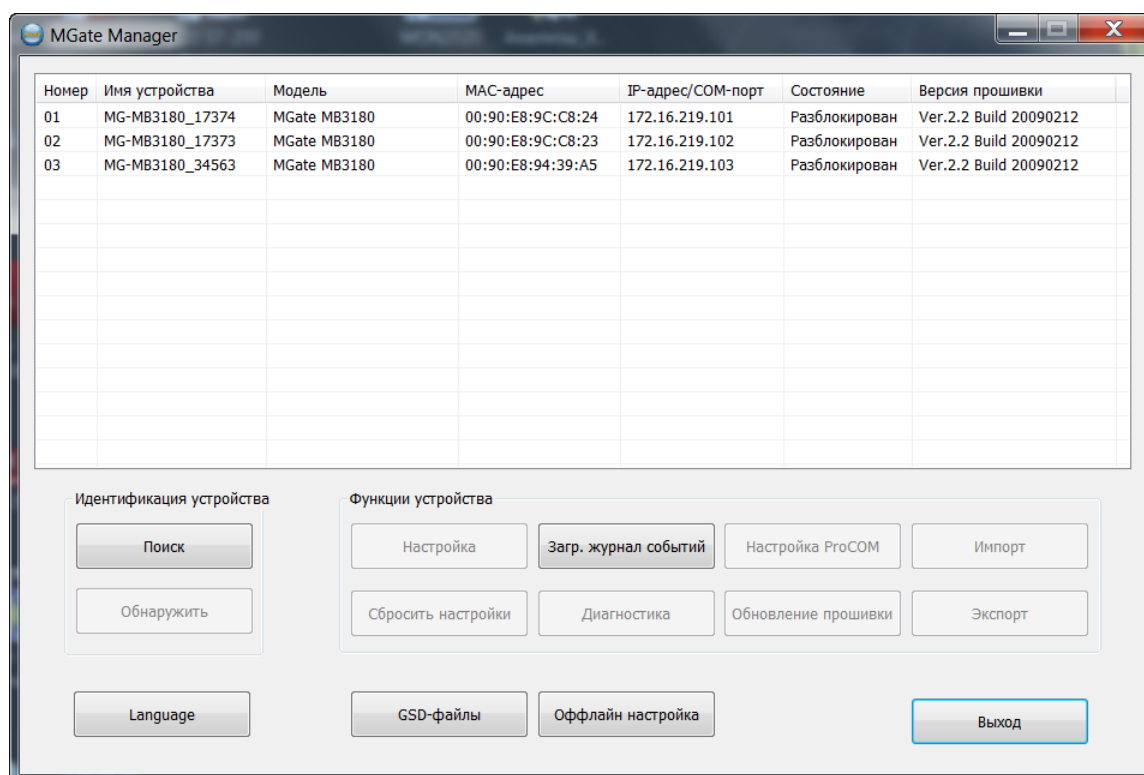 MGate Manager
Номер Имя устройства Модель MAC-адрес IP-адрес/COM-порт Состояние Версия прошивки
01 MG-MB3180_17374 MGate MB3180 00:90:E8:9C:C8:24 172.16.219.101 Разблокирован Ver.2.2 Build 20090212
02 MG-MB3180_17373 MGate MB3180 00:90:E8:9C:C8:23 172.16.219.102 Разблокирован Ver.2.2 Build 20090212
03 MG-MB3180_34563 MGate MB3180 00:90:E8:94:39:A5 172.16.219.103 Разблокирован Ver.2.2 Build 20090212
Идентификация устройства Функции устройства
Поиск Настройка Загр. журнал событий Настройка ProCOM Импорт
Обнаружить Сбросить настройки Диагностика Обновление прошивки Экспорт
Language GSD-файлы Оффлайн настройка Выход